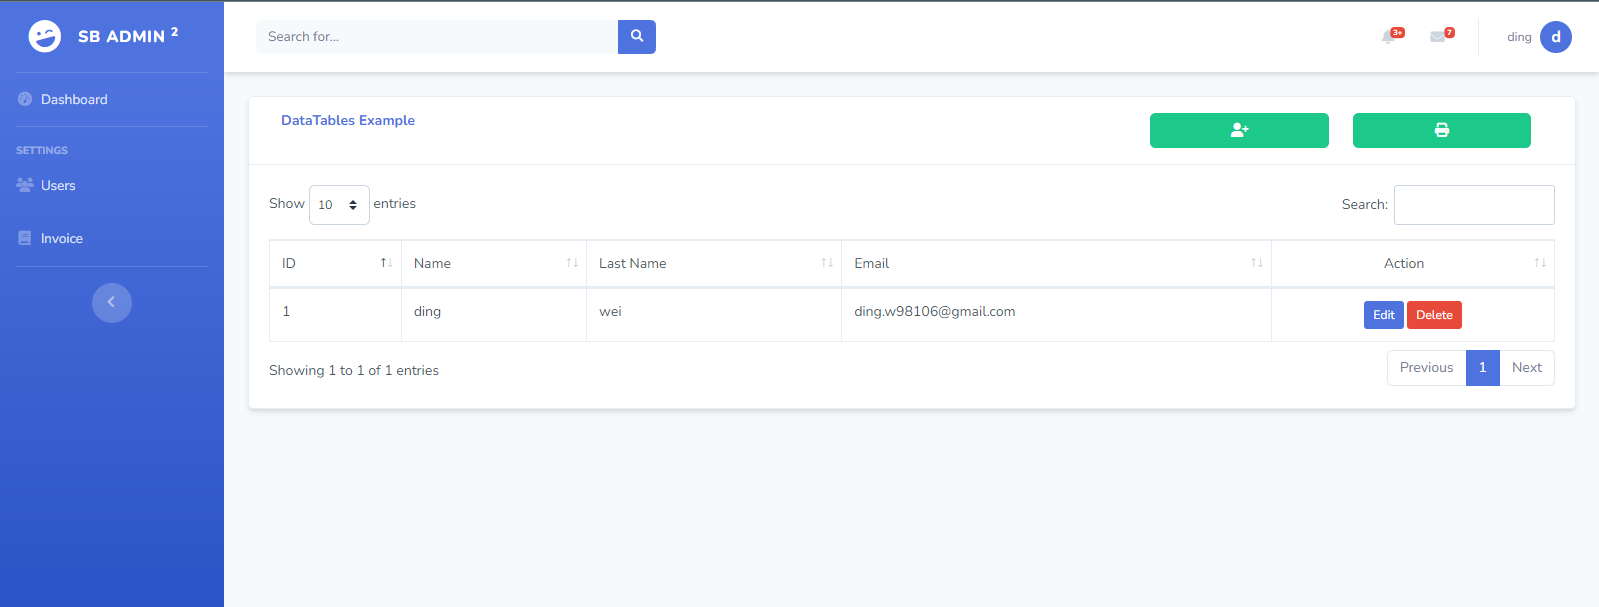 SB ADMIN 2
Search for...
3+
7
ding
d
Dashboard
SETTINGS
Users
Invoice
DataTables Example
Show 10 entries
Search:
ID Name Last Name Email Action
1 ding wei ding.w98106@gmail.com Edit Delete
Showing 1 to 1 of 1 entries
Previous 1 Next